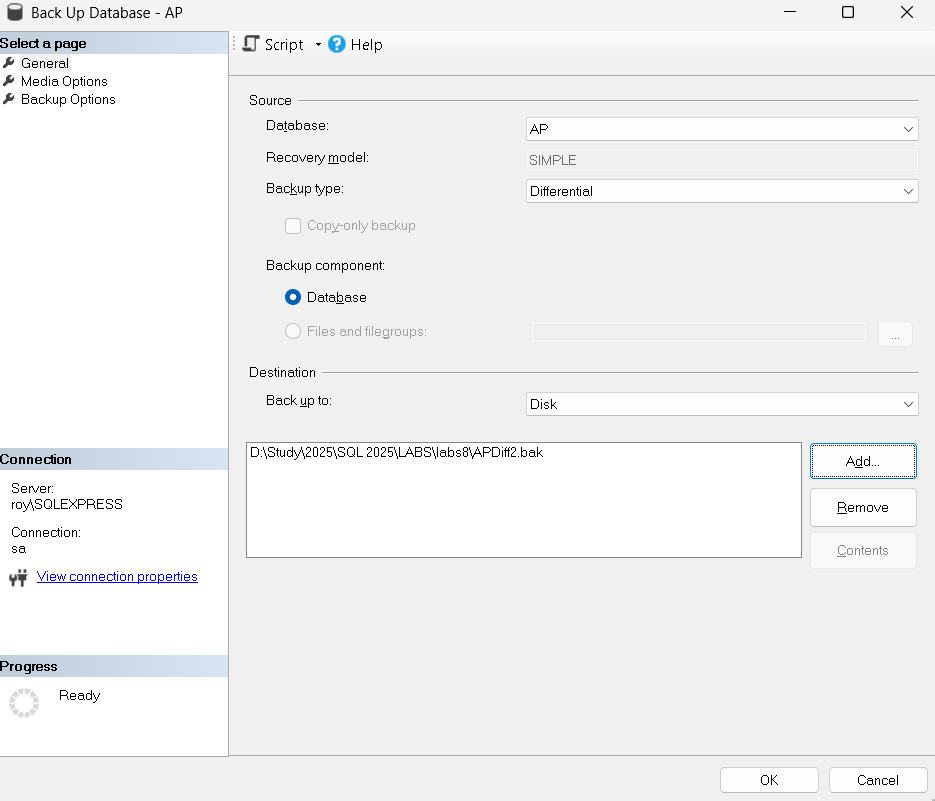 Back Up Database - AP
Select a page
General
Media Options
Backup Options
Script
Help
Source
Database:
AP
Recovery model:
SIMPLE
Backup type:
Differential
Copy-only backup
Backup component:
Database
Files and filegroups:
...
Destination
Back up to:
Disk
D:\Study\2025\SQL 2025\LABS\labs8\APDiff2.bak
Add...
Remove
Contents
Connection
Server:
roy\SQLEXPRESS
Connection:
sa
View connection properties
Progress
Ready
OK
Cancel